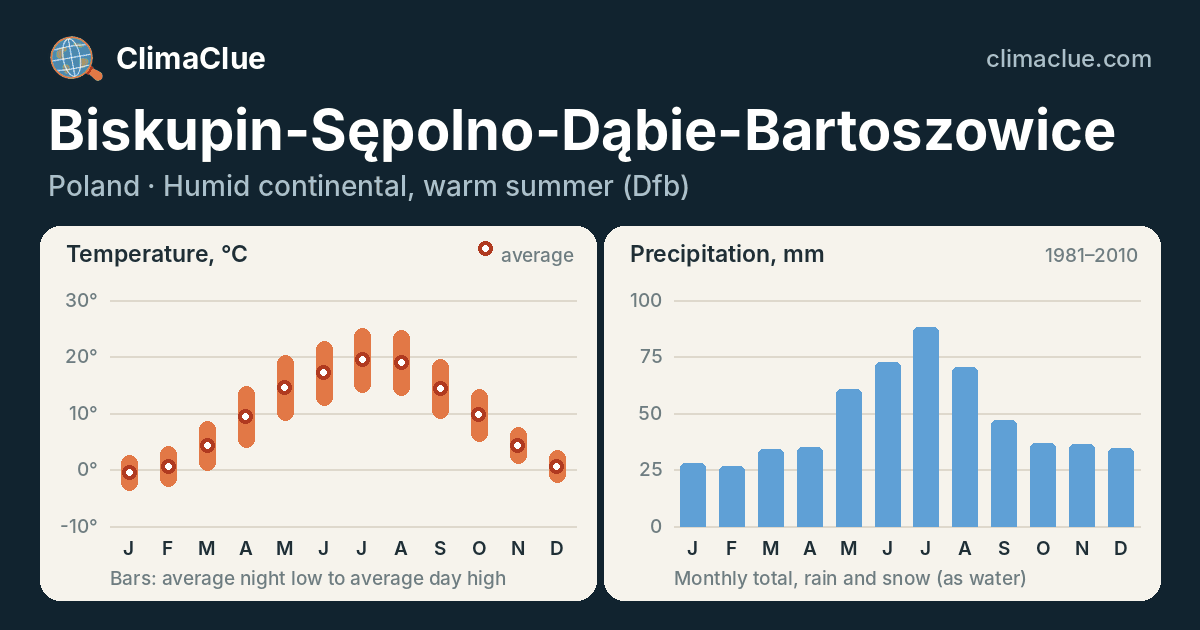 ClimaClue
climaclue.com
Biskupin-Sępolno-Dąbie-Bartoszowice
Poland · Humid continental, warm summer (Dfb)
Temperature, °C
average
30°
20°
10°
0°
-10°
J F M A M J J A S O N D
Bars: average night low to average day high
Precipitation, mm
1981–2010
100
75
50
25
0
J F M A M J J A S O N D
Monthly total, rain and snow (as water)